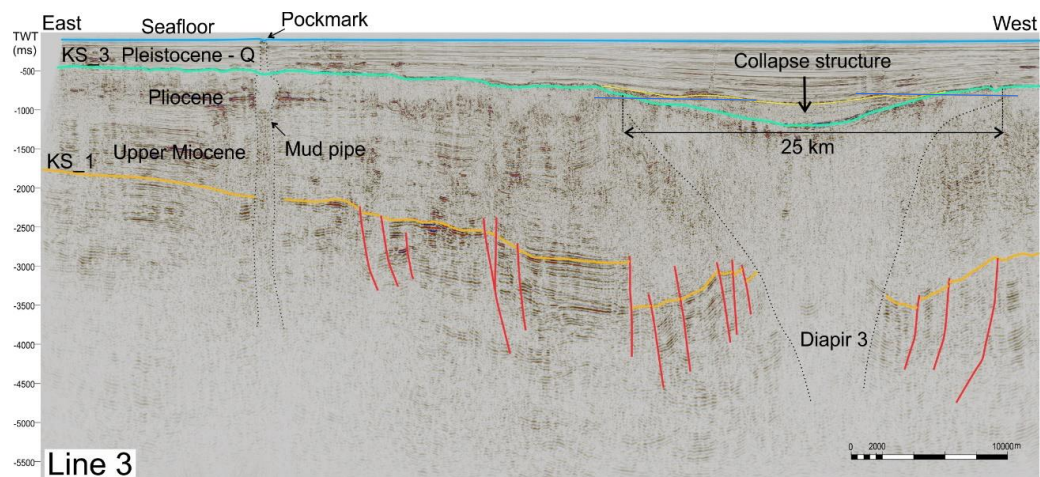 East
Seafloor
Pockmark
West
TWT
(ms)
KS_3 Pleistocene - Q
-500
Collapse structure
Pliocene
-1000
Mud pipe
25 km
-1500
Upper Miocene
KS_1
-2000
-2500
-3000
-3500
Diapir 3
-4000
-4500
-5000
0 2000 10000m
-5500
Line 3